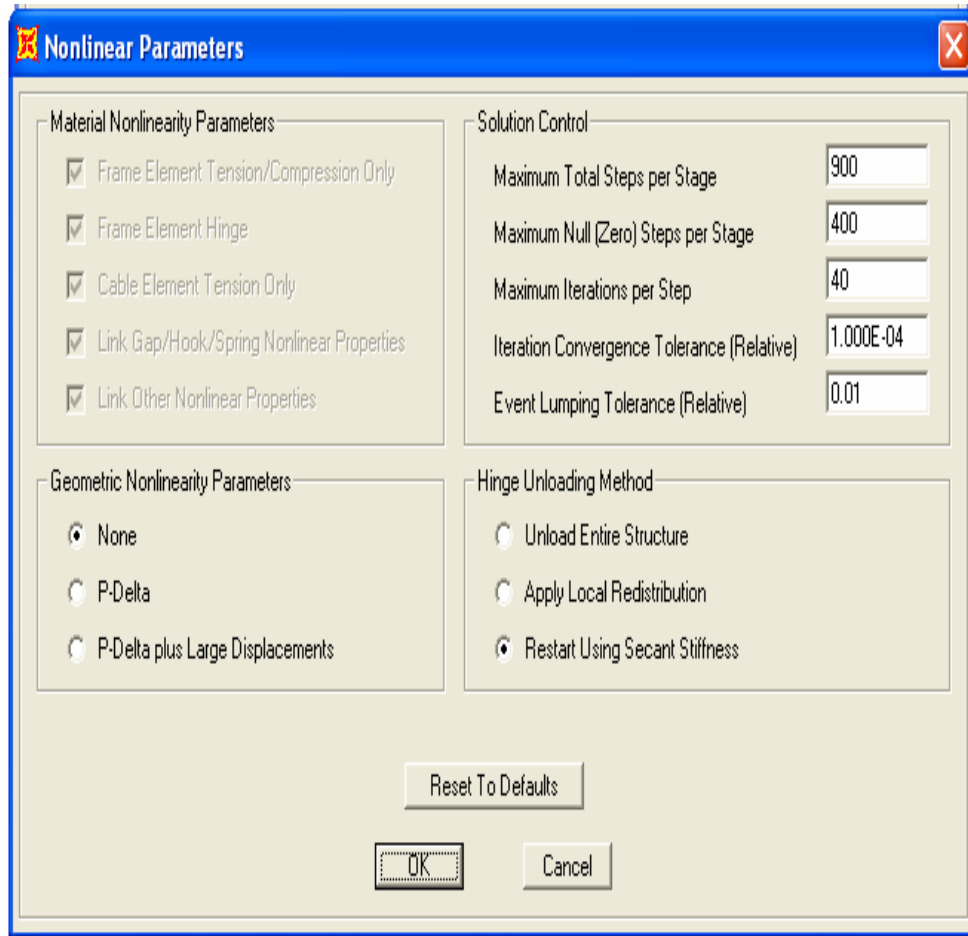 Nonlinear Parameters
Material Nonlinearity Parameters
Frame Element Tension/Compression Only
Frame Element Hinge
Cable Element Tension Only
Link Gap/Hook/Spring Nonlinear Properties
Link Other Nonlinear Properties
Solution Control
Maximum Total Steps per Stage 900
Maximum Null (Zero) Steps per Stage 400
Maximum Iterations per Step 40
Iteration Convergence Tolerance (Relative) 1.000E-04
Event Lumping Tolerance (Relative) 0.01
Geometric Nonlinearity Parameters
None
P-Delta
P-Delta plus Large Displacements
Hinge Unloading Method
Unload Entire Structure
Apply Local Redistribution
Restart Using Secant Stiffness
Reset To Defaults
OK Cancel